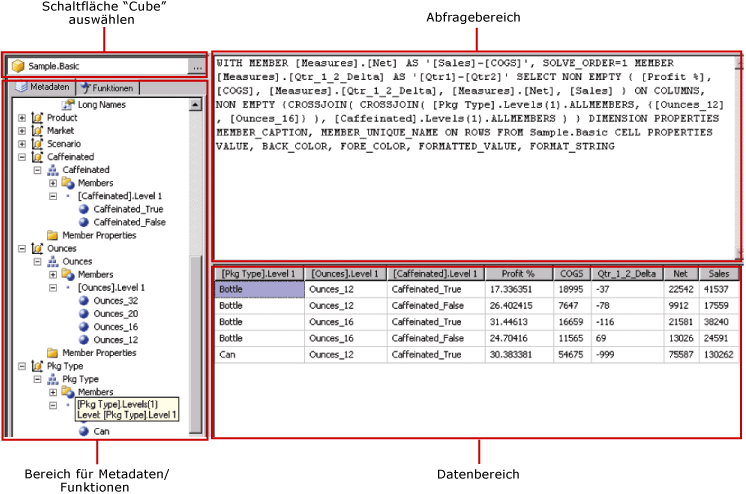 Schaltfläche “Cube”
auswählen
Abfragebereich
Sample.Basic
...
Metadaten Funktionen
Long Names
Product
Market
Scenario
Caffeinated
Caffeinated
Members
[Caffeinated].Level 1
Caffeinated_True
Caffeinated_False
Member Properties
Ounces
Ounces
Members
[Ounces].Level 1
Ounces_32
Ounces_20
Ounces_16
Ounces_12
Member Properties
Pkg Type
Pkg Type
Members
[Pkg Type].Levels(1)
Level: [Pkg Type].Level 1
Can
WITH MEMBER [Measures].[Net] AS '[Sales]-[COGS]', SOLVE_ORDER=1 MEMBER
[Measures].[Qtr_1_2_Delta] AS '[Qtr1]-[Qtr2]' SELECT NON EMPTY ( [Profit %],
[COGS], [Measures].[Qtr_1_2_Delta], [Measures].[Net], [Sales] ) ON COLUMNS,
NON EMPTY (CROSSJOIN( CROSSJOIN( [Pkg Type].Levels(1).ALLMEMBERS, ([Ounces_12]
, [Ounces_16]) ), [Caffeinated].Levels(1).ALLMEMBERS ) ) DIMENSION PROPERTIES
MEMBER_CAPTION, MEMBER_UNIQUE_NAME ON ROWS FROM Sample.Basic CELL PROPERTIES
VALUE, BACK_COLOR, FORE_COLOR, FORMATTED_VALUE, FORMAT_STRING
[Pkg Type].Level 1 [Ounces].Level 1 [Caffeinated].Level 1 Profit % COGS Qtr_1_2_Delta Net Sales
Bottle Ounces_12 Caffeinated_True 17.336351 18995 -37 22542 41537
Bottle Ounces_12 Caffeinated_False 26.402415 7647 -78 9912 17559
Bottle Ounces_16 Caffeinated_True 31.44613 16659 -116 21581 38240
Bottle Ounces_16 Caffeinated_False 24.70416 11565 69 13026 24591
Can Ounces_12 Caffeinated_True 30.383381 54675 -999 75587 130262
Bereich für Metadaten/
Funktionen
Datenbereich